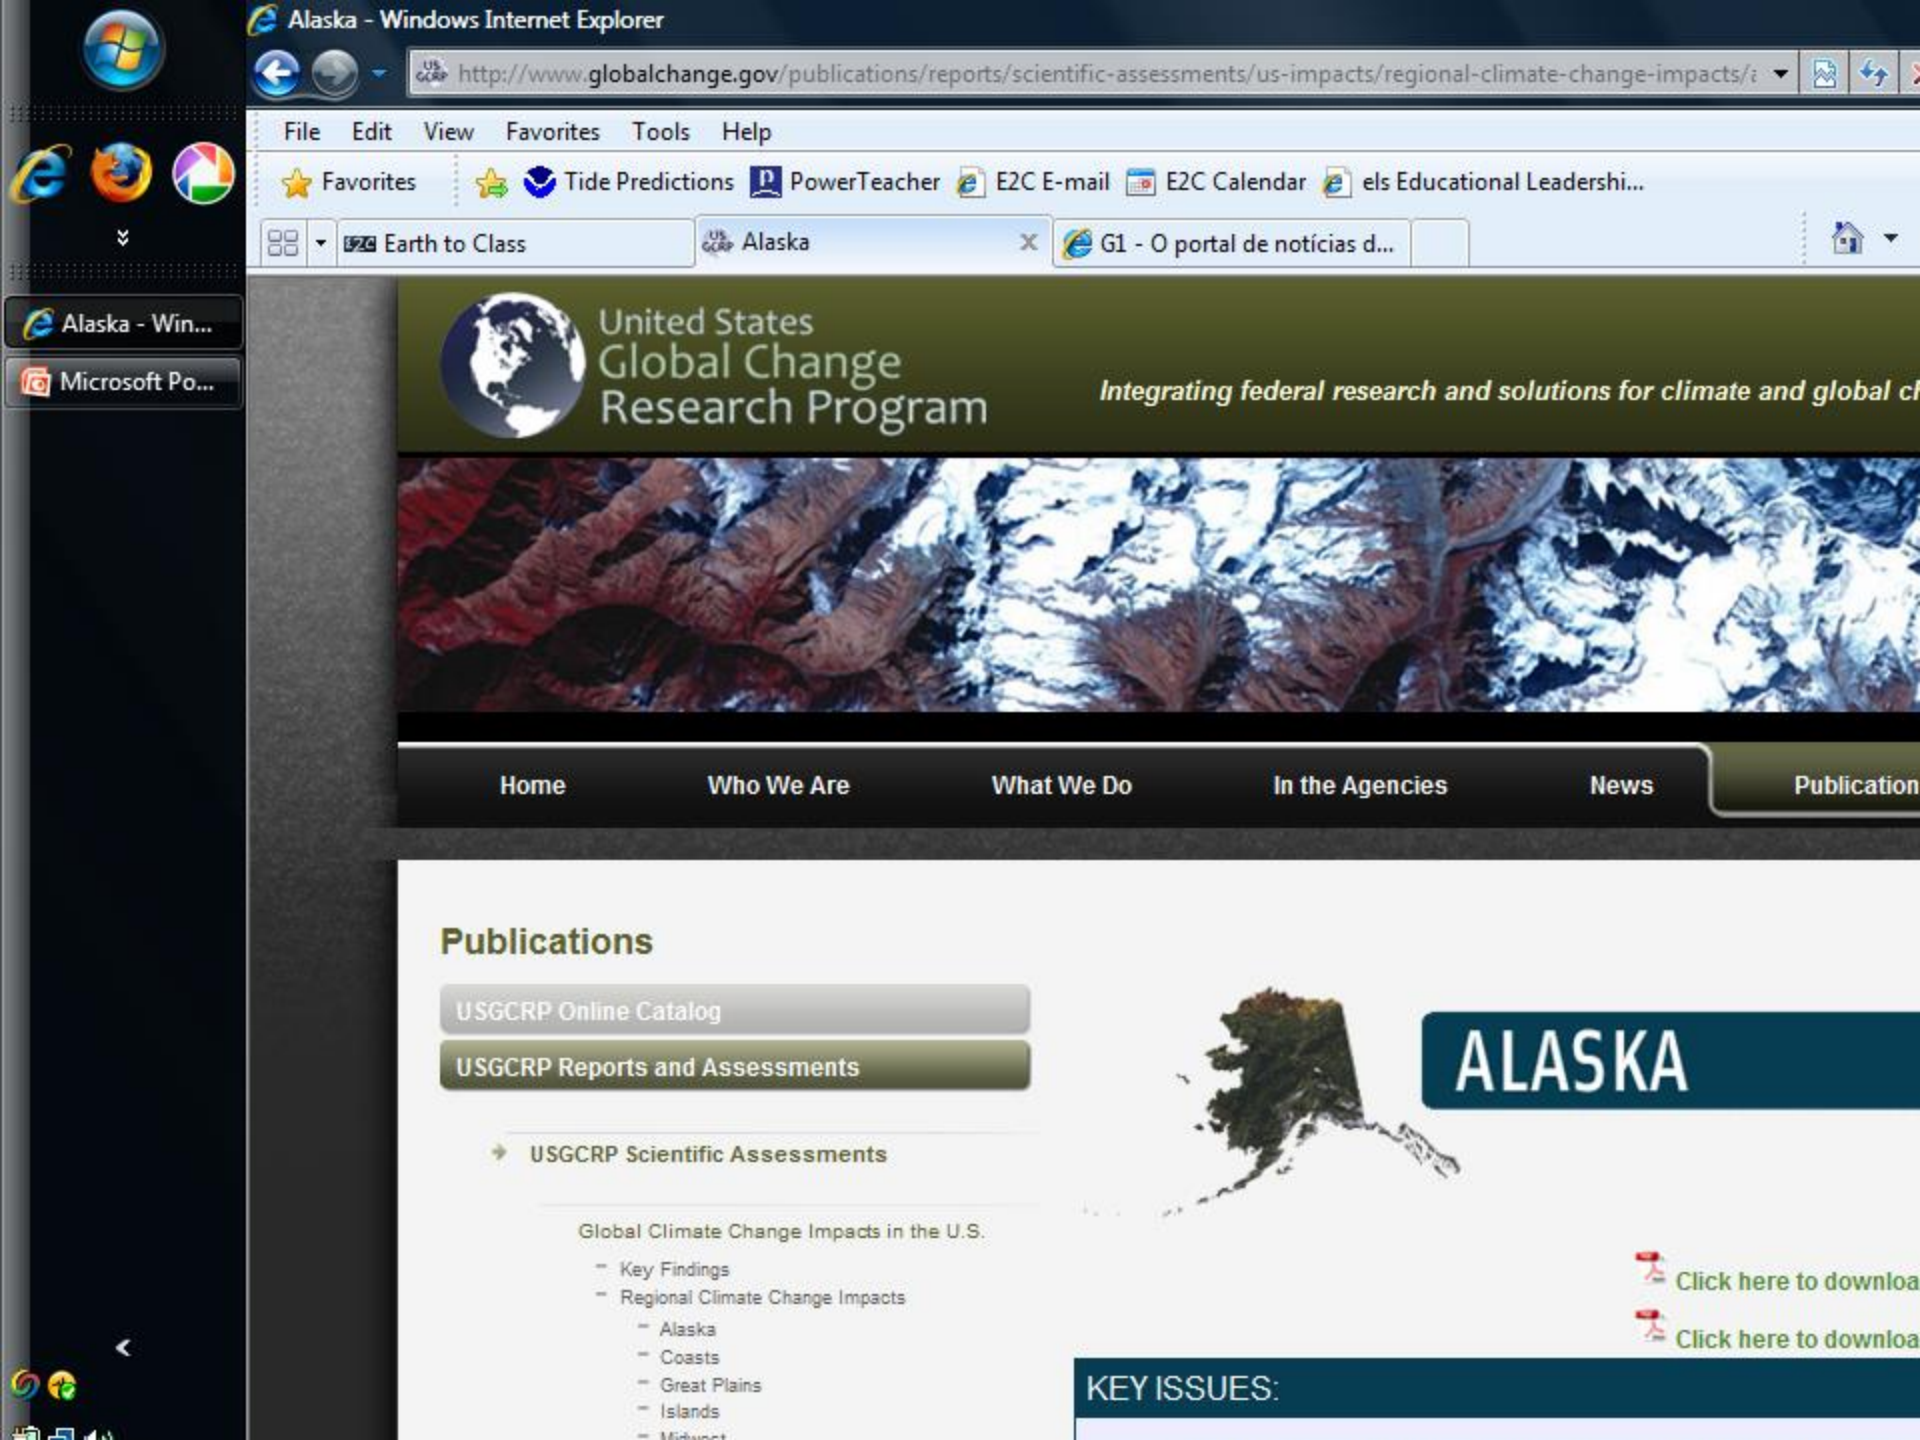 Alaska - Windows Internet Explorer
http://www.globalchange.gov/publications/reports/scientific-assessments/us-impacts/regional-climate-change-impacts/
File Edit View Favorites Tools Help
Favorites Tide Predictions PowerTeacher E2C E-mail E2C Calendar els Educational Leadershi...
E2C Earth to Class US GCRP Alaska G1 - O portal de notícias d...
Alaska - Win...
Microsoft Po...
United States
Global Change
Research Program
Integrating federal research and solutions for climate and global ch
Home Who We Are What We Do In the Agencies News Publication
Publications
USGCRP Online Catalog
USGCRP Reports and Assessments
ALASKA
USGCRP Scientific Assessments
Global Climate Change Impacts in the U.S.
Key Findings
Regional Climate Change Impacts
Alaska
Coasts
Great Plains
Islands
Midwest
Click here to downloa
Click here to downloa
KEY ISSUES: